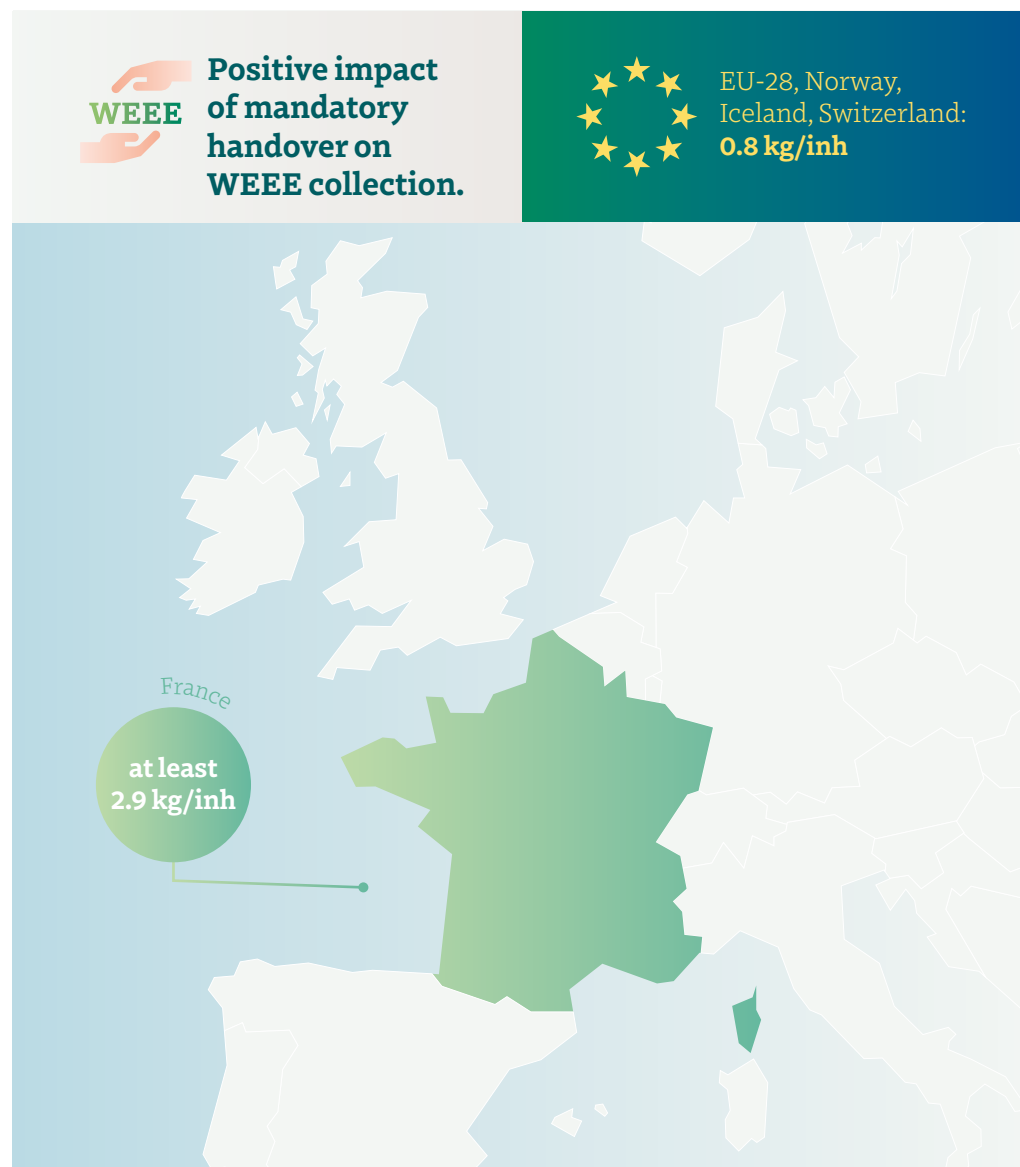 WEEE
Positive impact
of mandatory
handover on
WEEE collection.
EU-28, Norway,
Iceland, Switzerland:
0.8 kg/inh
France
at least
2.9 kg/inh